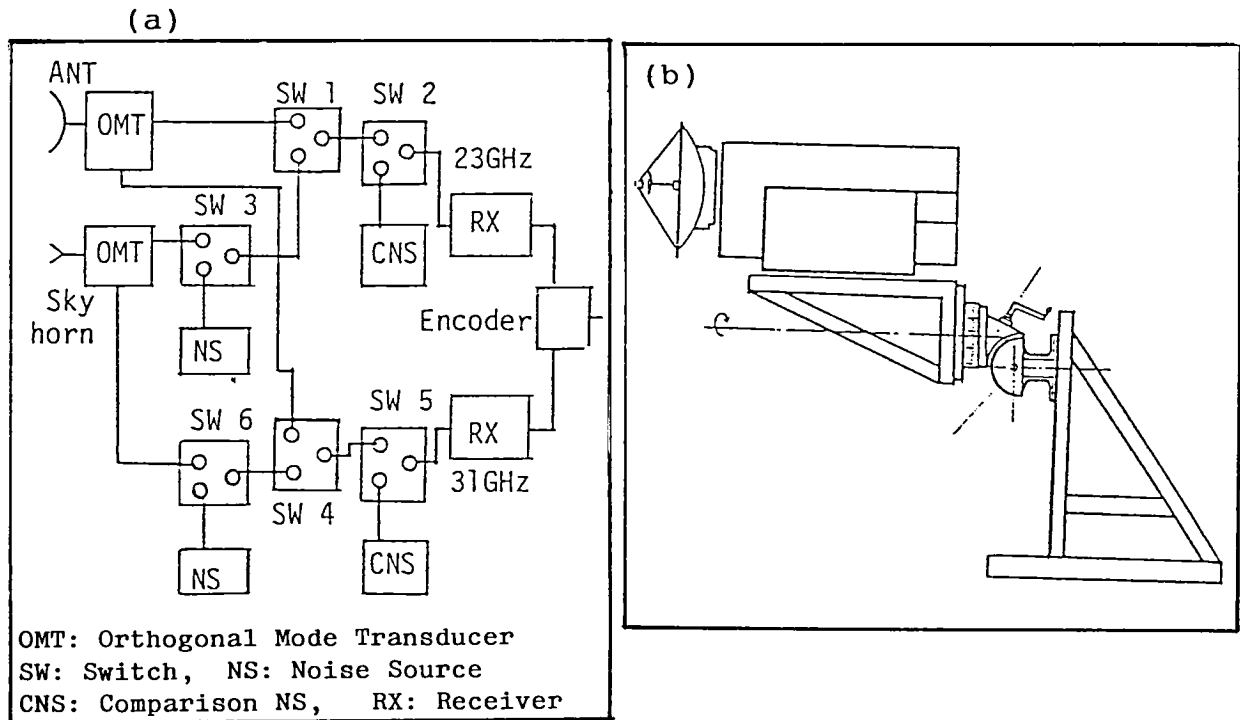 (a)
ANT
OMT
SW 1
SW 2
23GHz
SW 3
OMT
RX
CNS
Sky
horn
NS
Encoder
SW 5
SW 6
RX
31GHz
SW 4
NS
CNS
OMT: Orthogonal Mode Transducer
SW: Switch, NS: Noise Source
CNS: Comparison NS, RX: Receiver
(b)